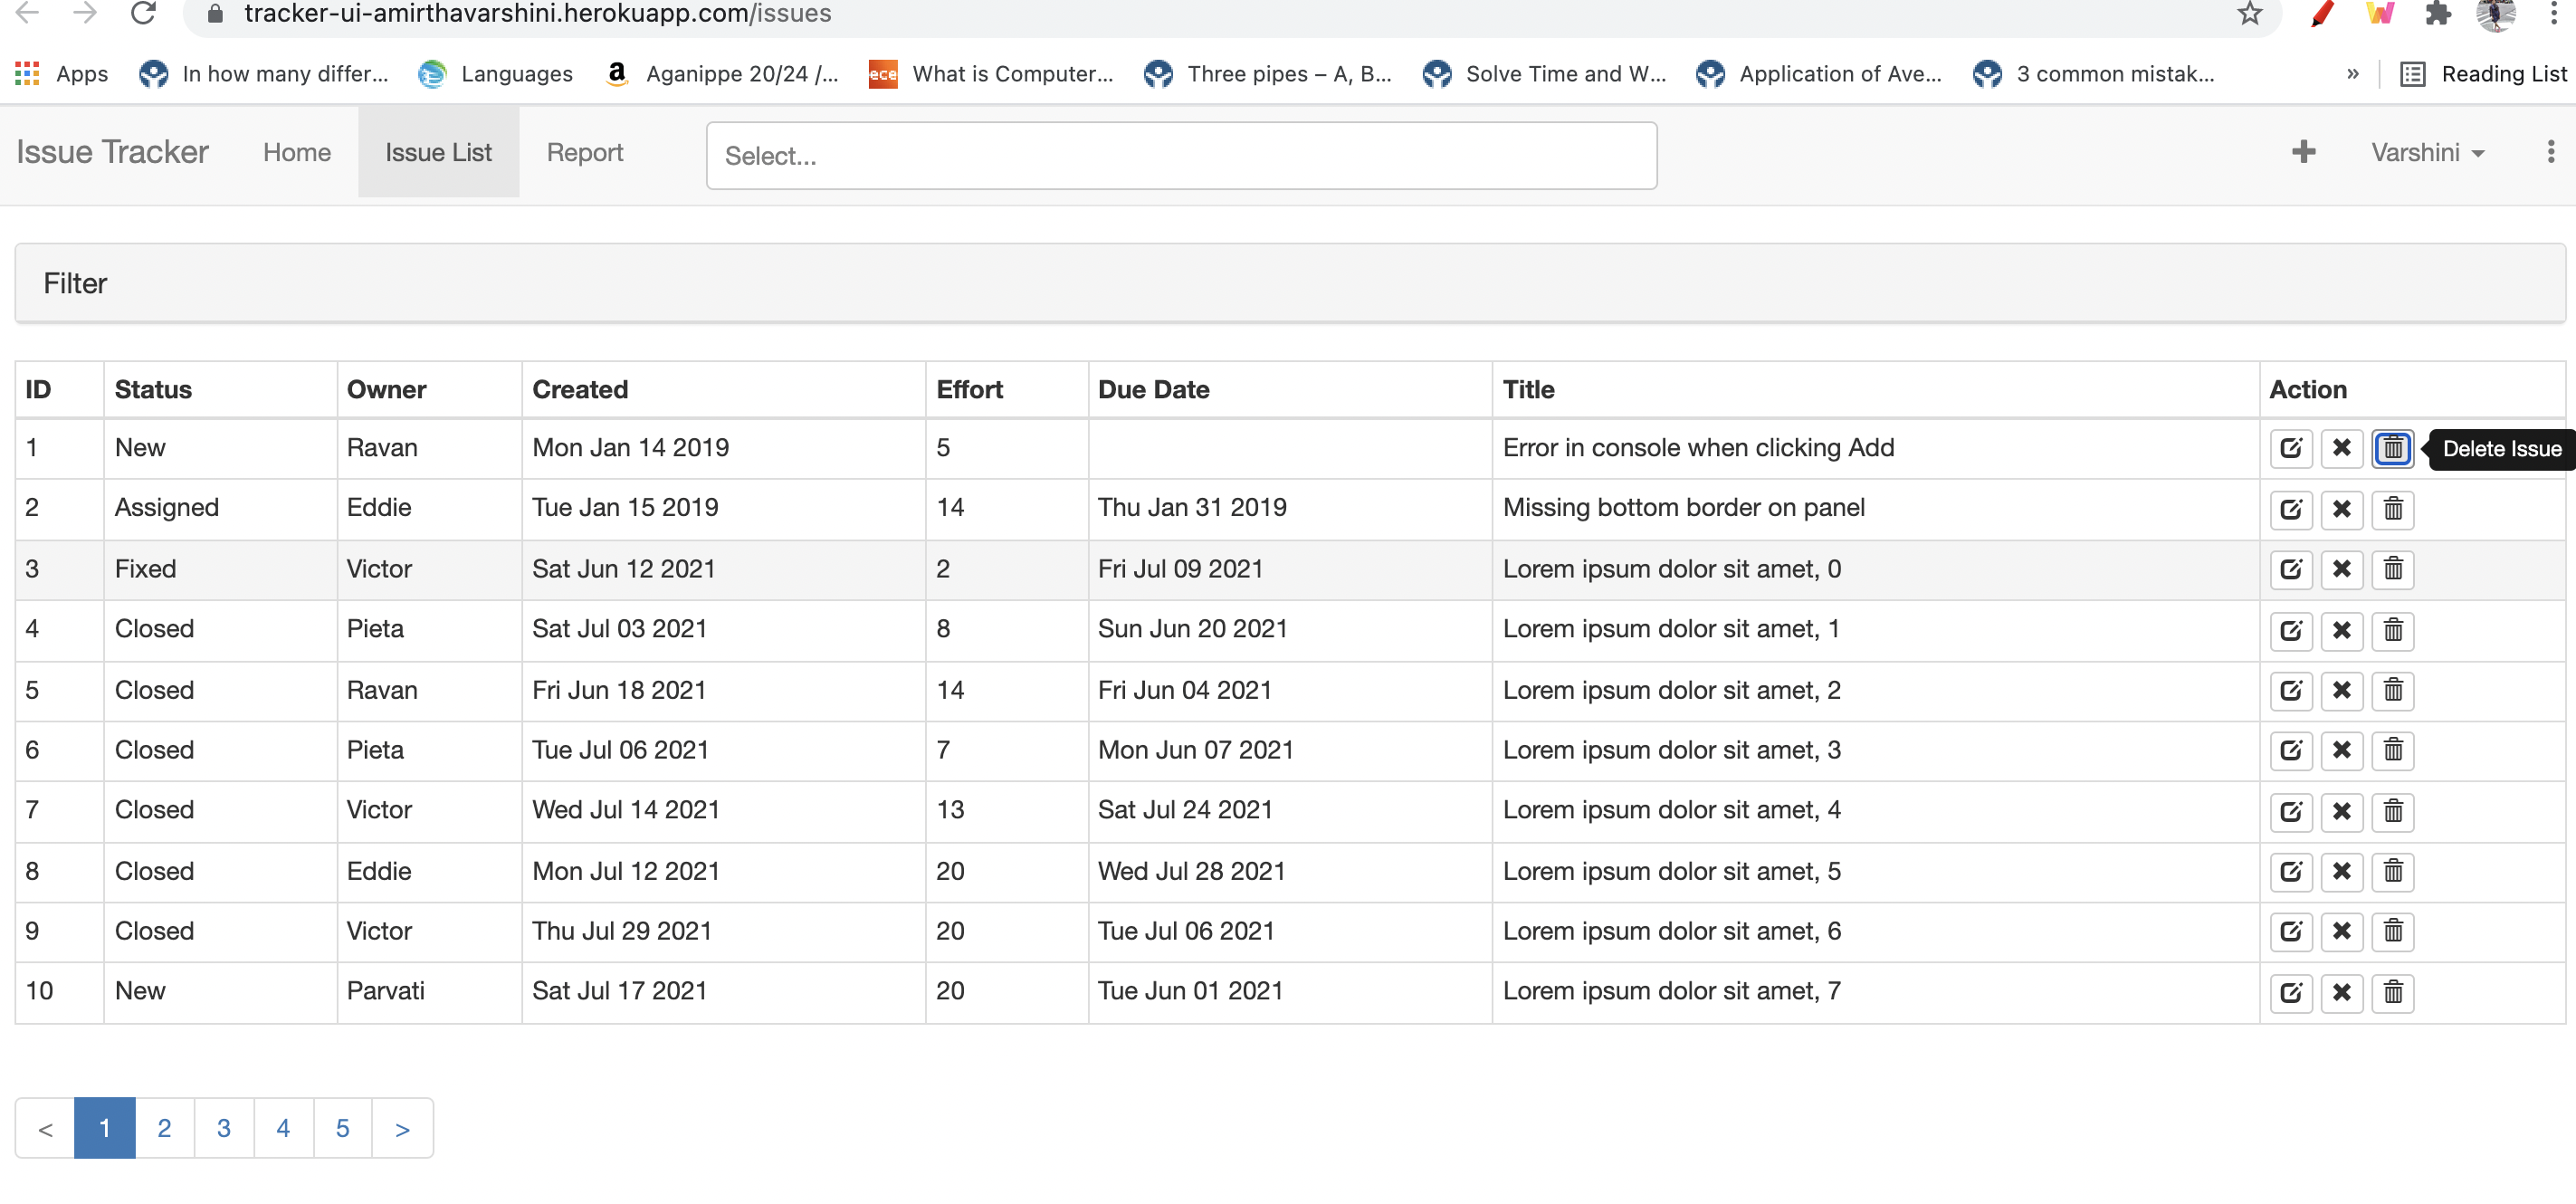 tracker-ui-amirthavarshini.herokuapp.com/issues
Apps In how many differ... Languages a Aganippe 20/24 /... ece What is Computer... Three pipes – A, B... Solve Time and W... Application of Ave... 3 common mistak... » Reading List
Issue Tracker Home Issue List Report Select... + Varshini
Filter
ID Status Owner Created Effort Due Date Title Action
1 New Ravan Mon Jan 14 2019 5 Error in console when clicking Add Delete Issue
2 Assigned Eddie Tue Jan 15 2019 14 Thu Jan 31 2019 Missing bottom border on panel
3 Fixed Victor Sat Jun 12 2021 2 Fri Jul 09 2021 Lorem ipsum dolor sit amet, 0
4 Closed Pieta Sat Jul 03 2021 8 Sun Jun 20 2021 Lorem ipsum dolor sit amet, 1
5 Closed Ravan Fri Jun 18 2021 14 Fri Jun 04 2021 Lorem ipsum dolor sit amet, 2
6 Closed Pieta Tue Jul 06 2021 7 Mon Jun 07 2021 Lorem ipsum dolor sit amet, 3
7 Closed Victor Wed Jul 14 2021 13 Sat Jul 24 2021 Lorem ipsum dolor sit amet, 4
8 Closed Eddie Mon Jul 12 2021 20 Wed Jul 28 2021 Lorem ipsum dolor sit amet, 5
9 Closed Victor Thu Jul 29 2021 20 Tue Jul 06 2021 Lorem ipsum dolor sit amet, 6
10 New Parvati Sat Jul 17 2021 20 Tue Jun 01 2021 Lorem ipsum dolor sit amet, 7
< 1 2 3 4 5 >